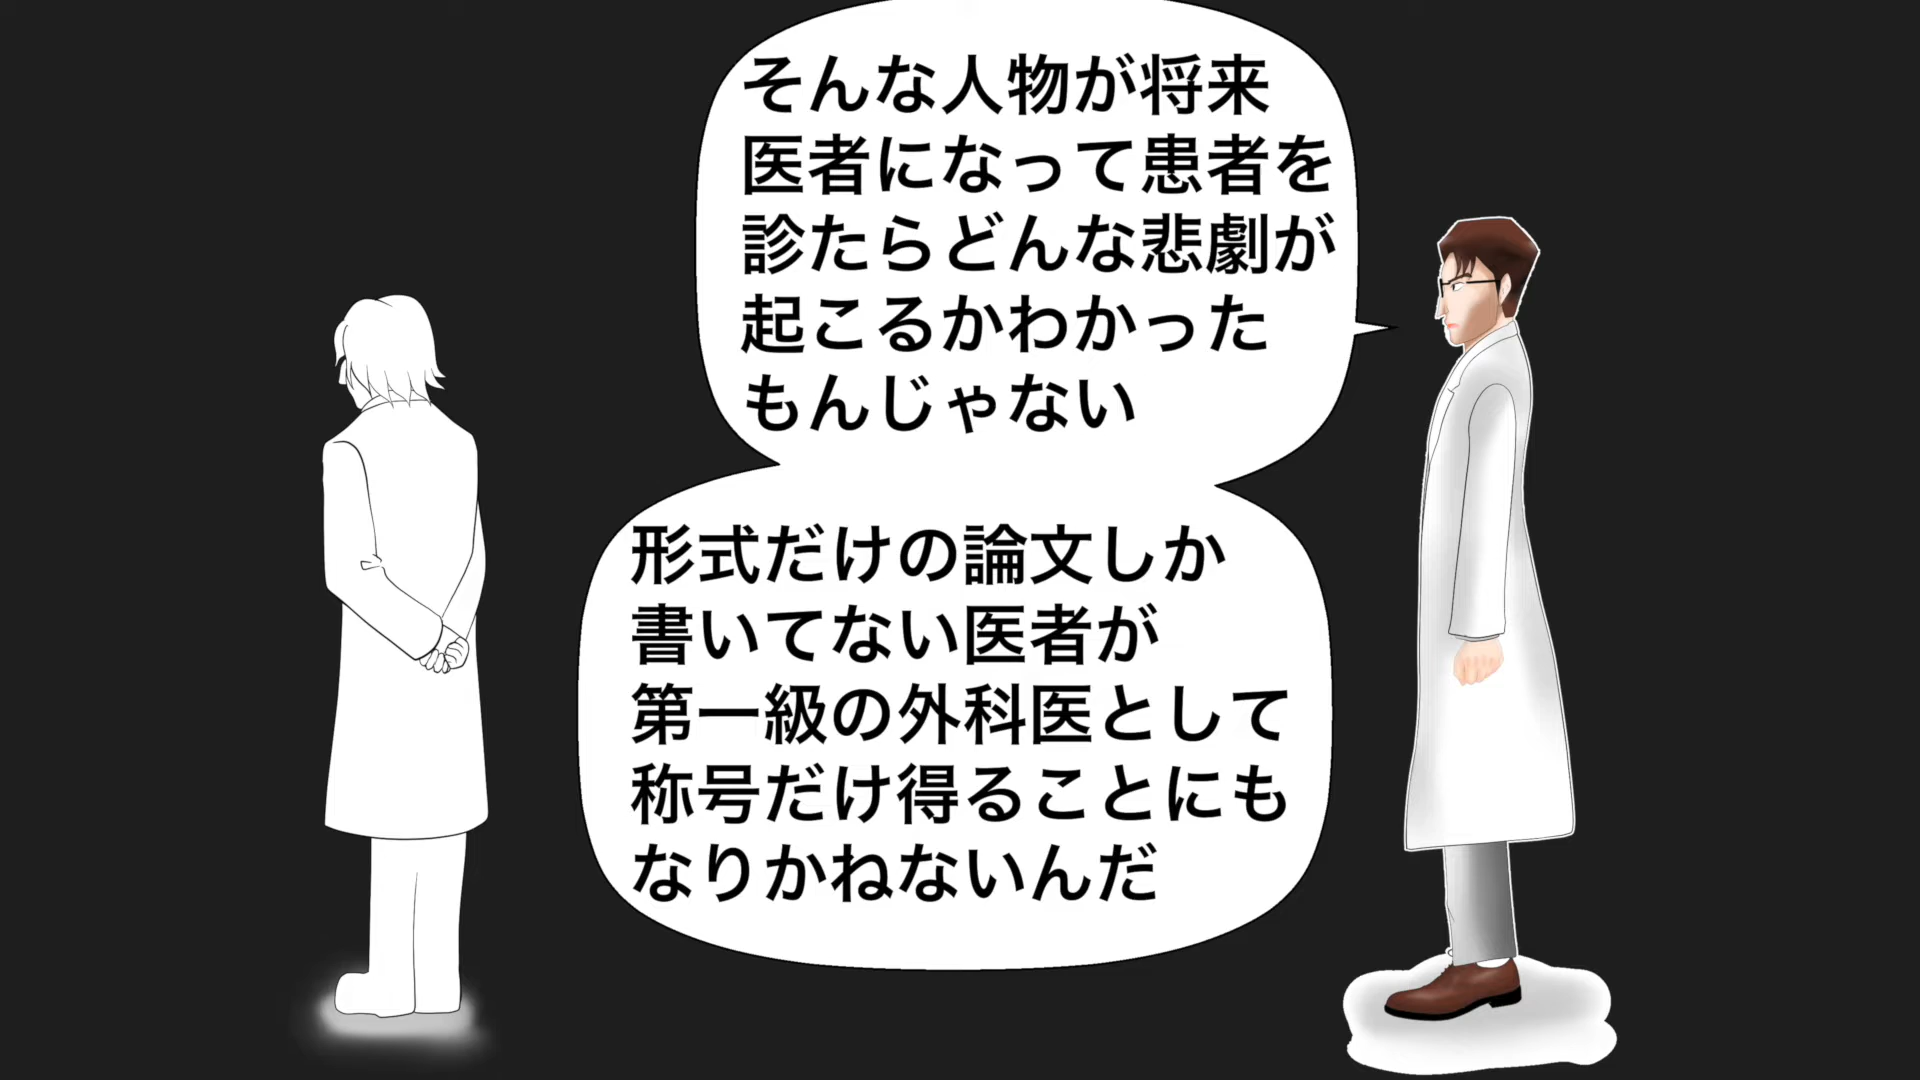 そんな人物が将来
医者になって患者を
診たらどんな悲劇が
起こるかわかった
もんじゃない
形式だけの論文しか
書いてない医者が
第一級の外科医として
称号だけ得ることにも
なりかねないんだ